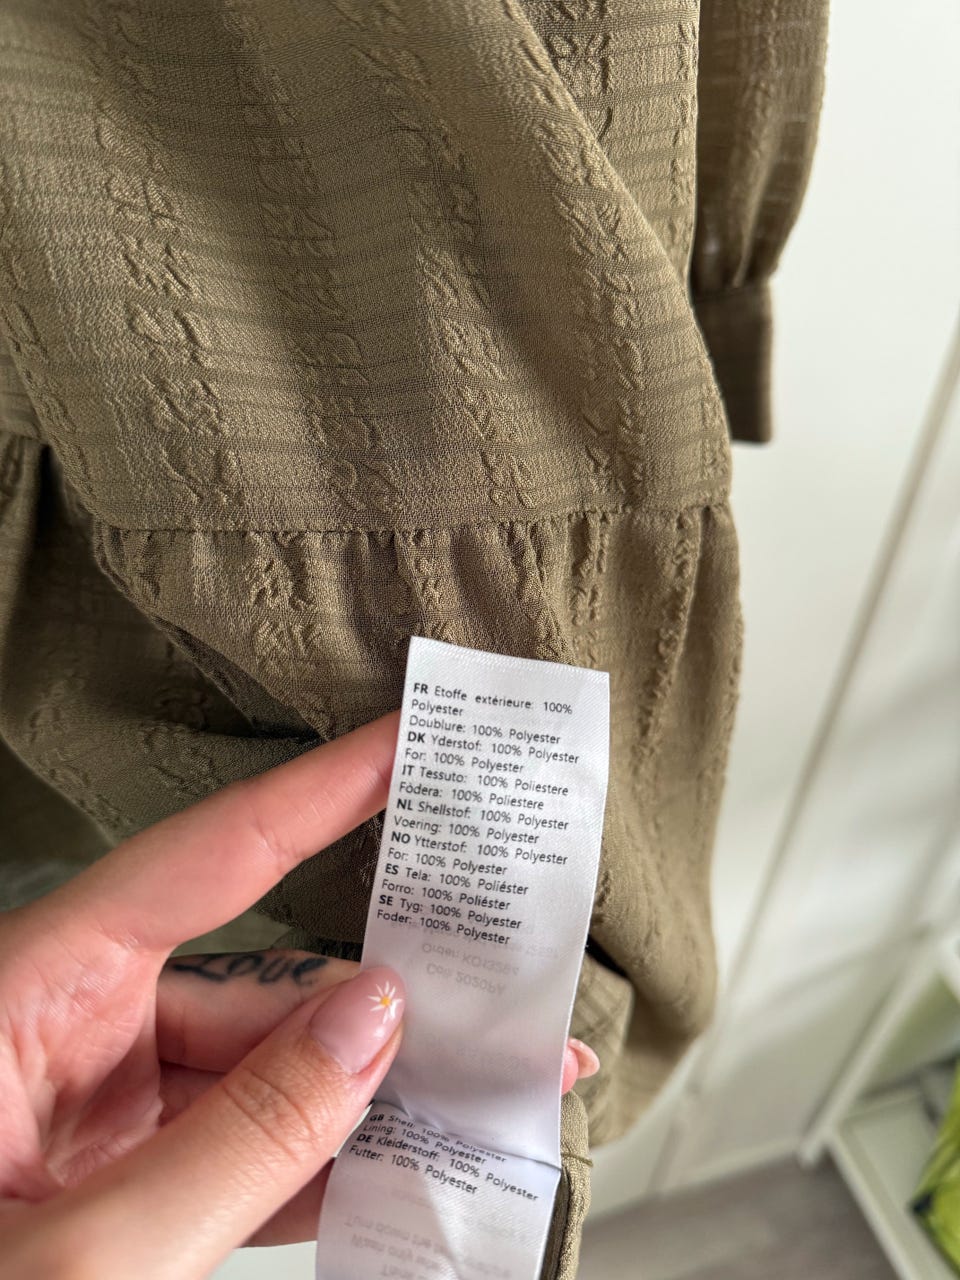 FR Etoffe extérieure: 100%
Polyester
Doublure: 100% Polyester
DK Yderstof: 100% Polyester
For: 100% Polyester
IT Tessuto: 100% Poliestere
Fòdera: 100% Poliestere
NL Shellstof: 100% Polyester
Voering: 100% Polyester
NO Ytterstof: 100% Polyester
For: 100% Polyester
ES Tela: 100% Poliéster
Forro: 100% Poliéster
SE Tyg: 100% Polyester
Foder: 100% Polyester
Love
GB Shell: 100% Polyester
Lining: 100% Polyester
DE Kleiderstoff: 100% Polyester
Futter: 100% Polyester